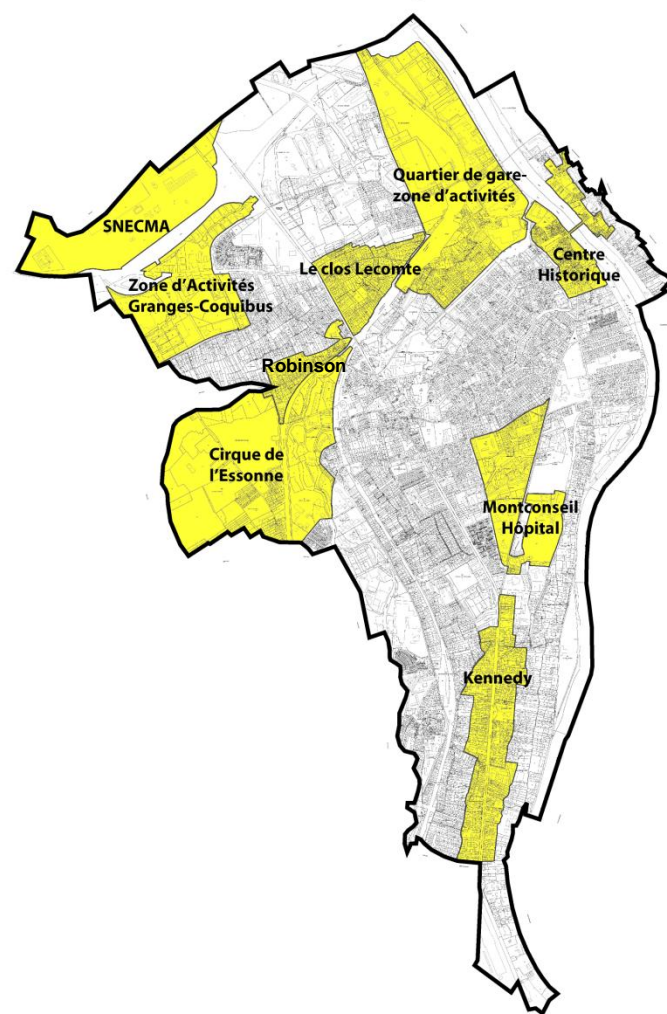 Quartier de gare-
zone d'activités
SNECMA
Centre
Historique
Le clos Lecomte
Zone d'Activités
Granges-Coquibus
Robinson
Cirque de
l'Essonne
Montconseil
Hôpital
Kennedy